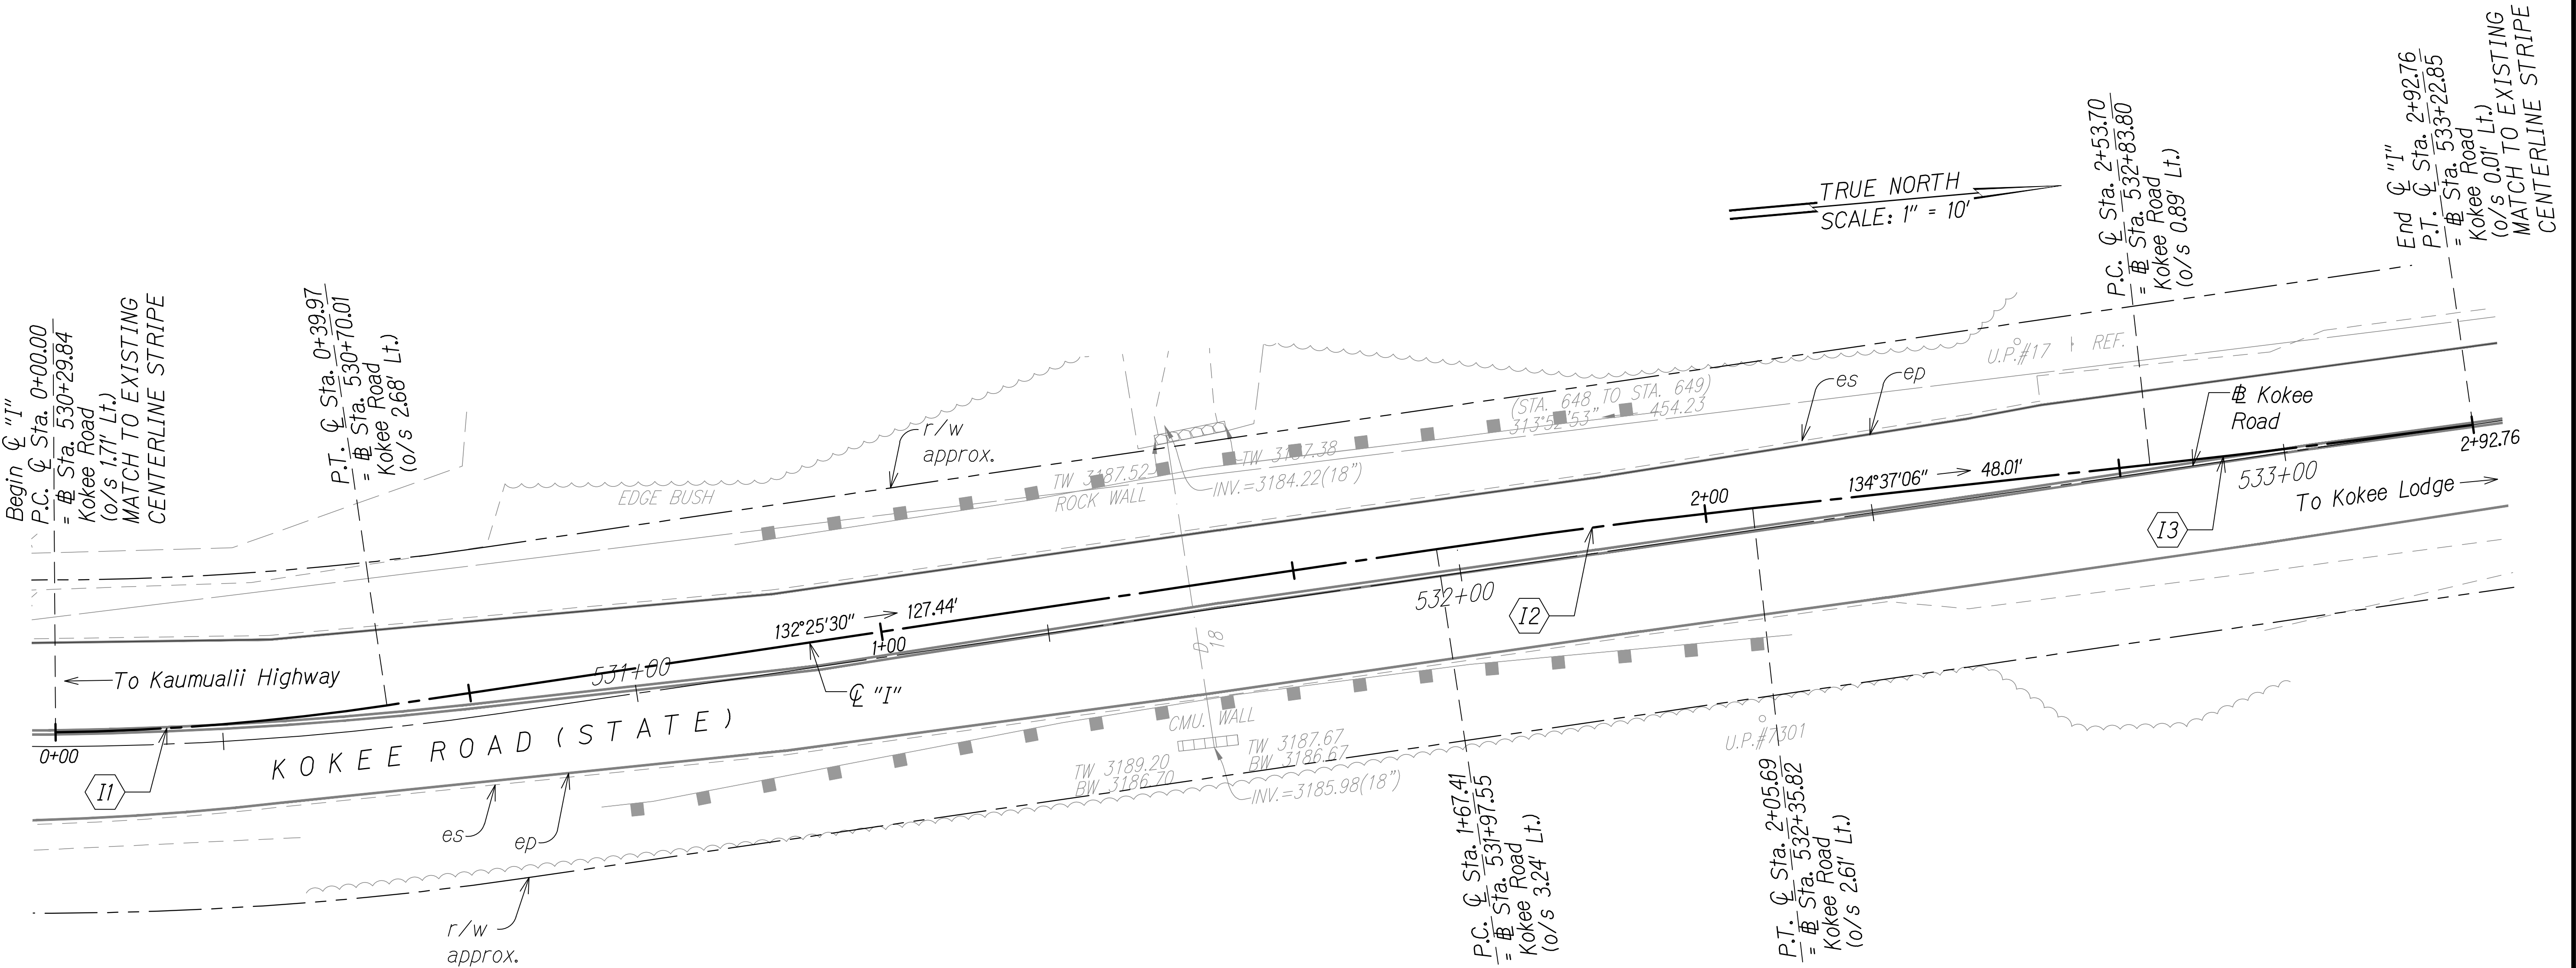 Begin ℄ "I"
P.C. ℄ Sta. 0+00.00
= BL Sta. 530+29.84
Kokee Road
(o/s 1.71' Lt.)
MATCH TO EXISTING
CENTERLINE STRIPE
P.T. ℄ Sta. 0+39.97
= BL Sta. 530+70.01
Kokee Road
(o/s 2.68' Lt.)
TRUE NORTH
SCALE: 1" = 10'
P.C. ℄ Sta. 2+53.70
= BL Sta. 532+83.80
Kokee Road
(o/s 0.89' Lt.)
End ℄ "I"
P.T. ℄ Sta. 2+92.76
= BL Sta. 533+22.85
Kokee Road
(o/s 0.01' Lt.)
MATCH TO EXISTING
CENTERLINE STRIPE
U.P.#17 REF.
es
ep
(STA. 648 TO STA. 649)
313°52'53" 454.23
BL Kokee
Road
r/w
approx.
TW 3187.52
TW 3187.38
INV.=3184.22(18")
ROCK WALL
EDGE BUSH
2+92.76
134°37'06" → 48.01'
533+00
To Kokee Lodge
2+00
I3
532+00
I2
132°25'30" → 127.44'
1+00
531+00
D
18
To Kaumualii Highway
℄ "I"
0+00
I1
KOKEE ROAD (STATE)
CMU. WALL
TW 3187.67
BW 3186.67
TW 3189.20
BW 3186.70
INV.=3185.98(18")
U.P.#7301
es
ep
r/w
approx.
P.C. ℄ Sta. 1+67.41
= BL Sta. 531+97.55
Kokee Road
(o/s 3.24' Lt.)
P.T. ℄ Sta. 2+05.69
= BL Sta. 532+35.82
Kokee Road
(o/s 2.61' Lt.)